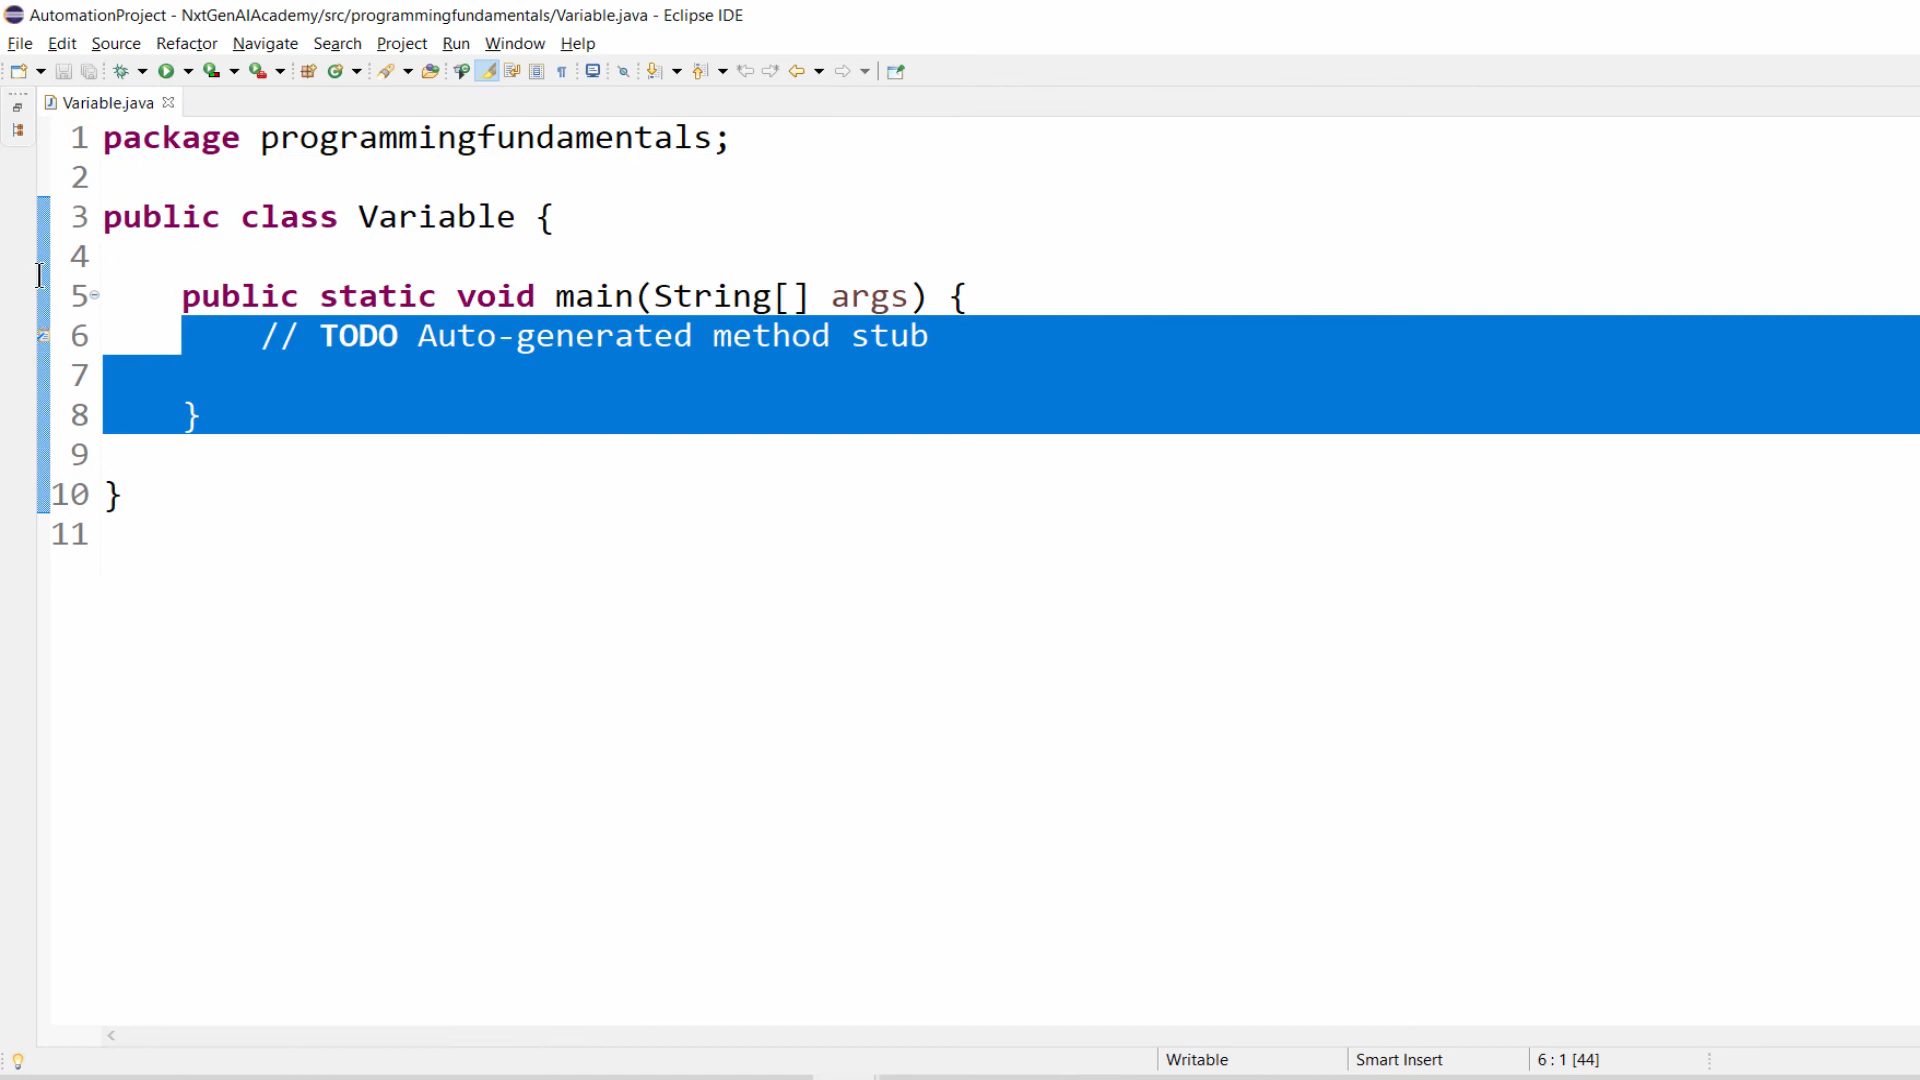 AutomationProject - NxtGenAIAcademy/src/programmingfundamentals/Variable.java - Eclipse IDE
File Edit Source Refactor Navigate Search Project Run Window Help
Variable.java
1 package programmingfundamentals;
2
3 public class Variable {
4
5 public static void main(String[] args) {
6 // TODO Auto-generated method stub
7
8 }
9
10 }
11
Writable Smart Insert 6 : 1 [44]